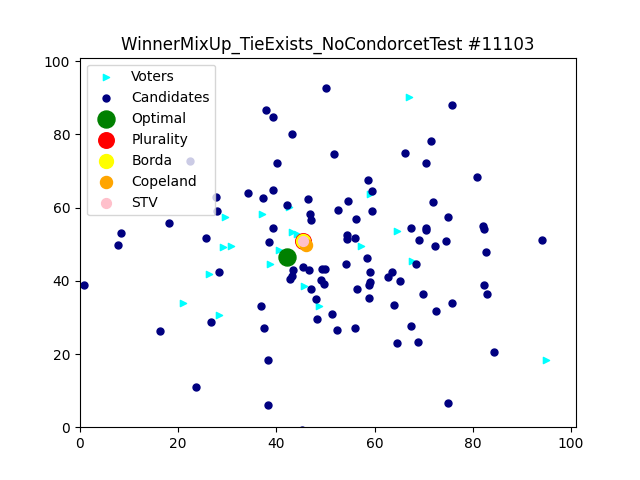 WinnerMixUp_TieExists_NoCondorcetTest #11103
100
80
60
40
20
0
Voters
Candidates
Optimal
Plurality
Borda
Copeland
STV
0 20 40 60 80 100